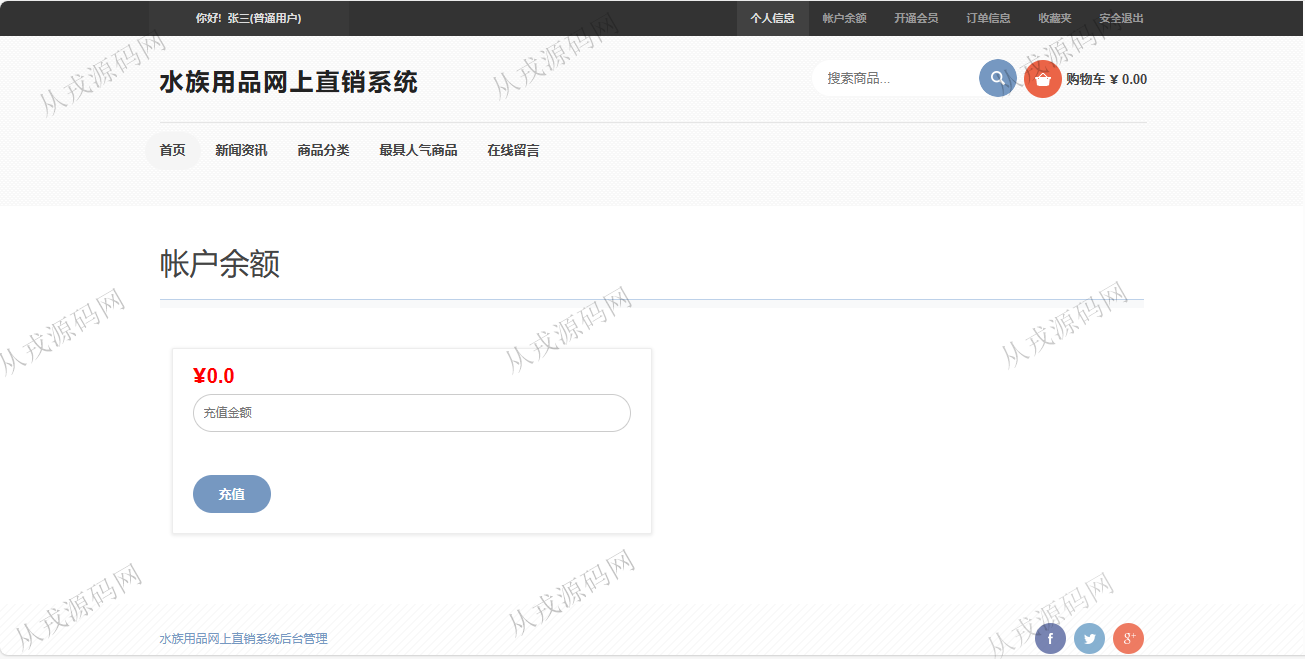 你好! 张三(普逼用户)
个人信息
帐户余额
开逼会员
订单信息
收藏夹
安全退出
水族用品网上直销系统
搜索商品...
购物车 ¥ 0.00
首页
新闻资讯
商品分类
最具人气商品
在线留言
帐户余额
¥0.0
充值金额
充值
水族用品网上直销系统后台管理
f
g+
从戎源码网
从戎源码网
从戎源码网
从戎源码网
从戎源码网
从戎源码网
从戎源码网
从戎源码网
从戎源码网